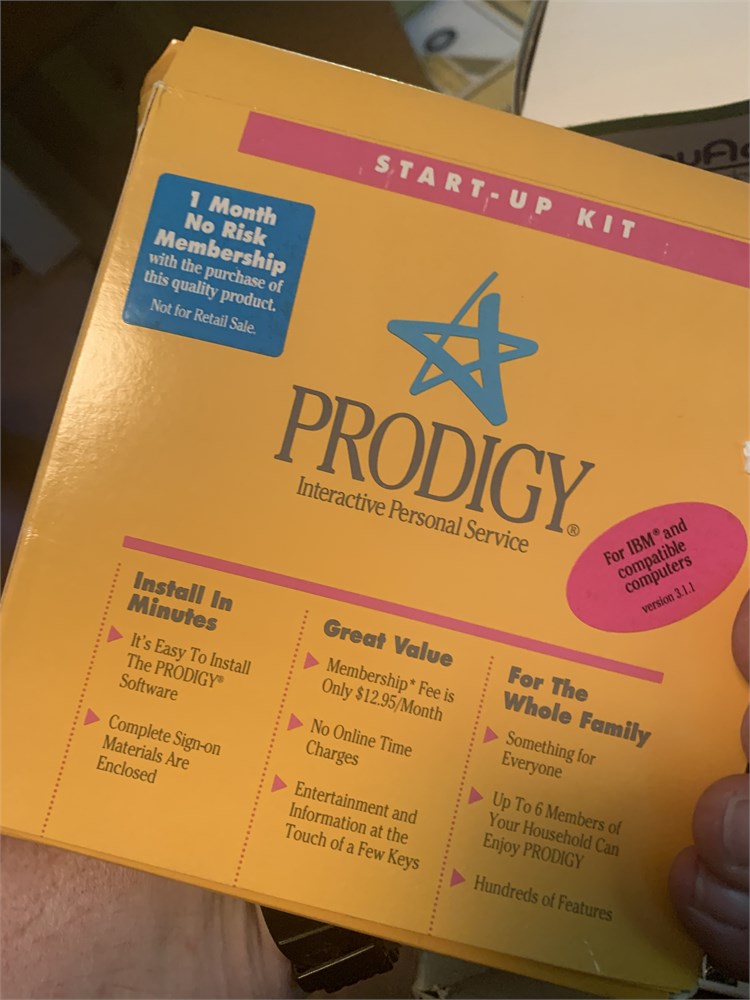 START-UP KIT
1 Month
No Risk
Membership
with the purchase of
this quality product.
Not for Retail Sale.
PRODIGY®
Interactive Personal Service
For IBM® and
compatible
computers
version 3.1.1
Install In
Minutes
It's Easy To Install
The PRODIGY®
Software
Complete Sign-on
Materials Are
Enclosed
Great Value
Membership* Fee is
Only $12.95/Month
No Online Time
Charges
Entertainment and
Information at the
Touch of a Few Keys
For The
Whole Family
Something for
Everyone
Up To 6 Members of
Your Household Can
Enjoy PRODIGY
Hundreds of Features